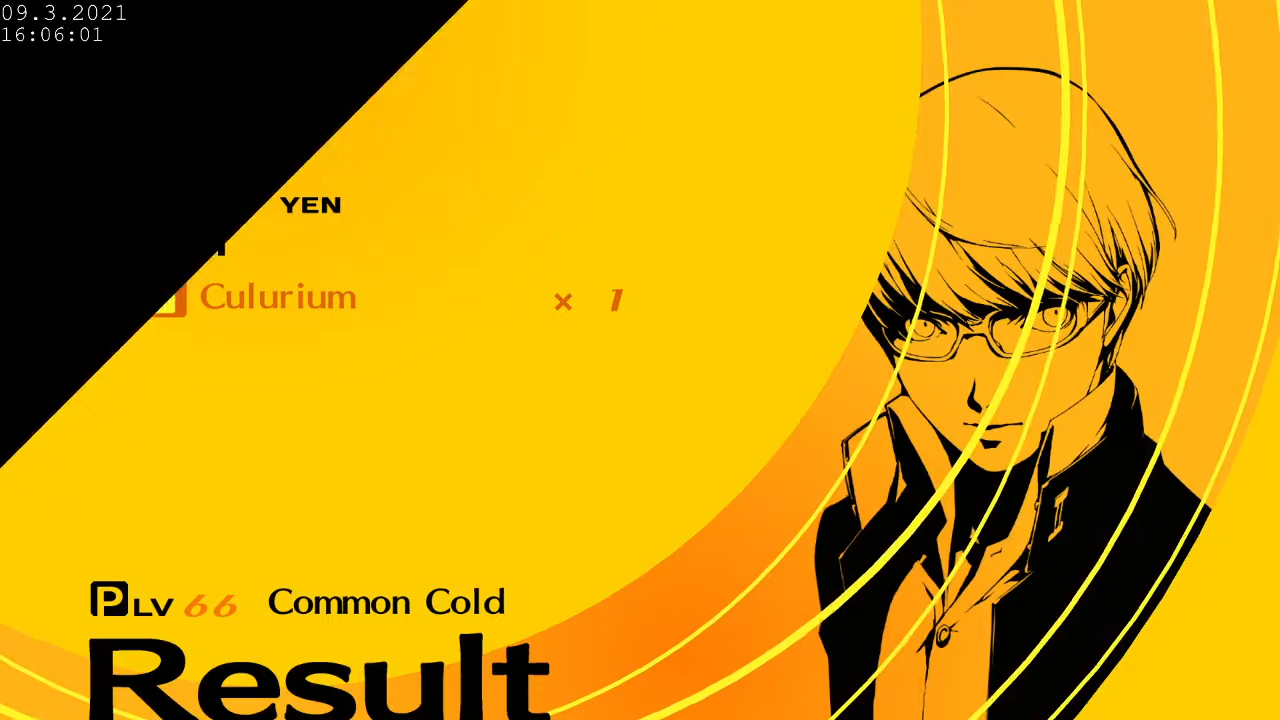 09.3.2021
16:06:01
YEN
Culurium × 1
P LV 66 Common Cold
Result